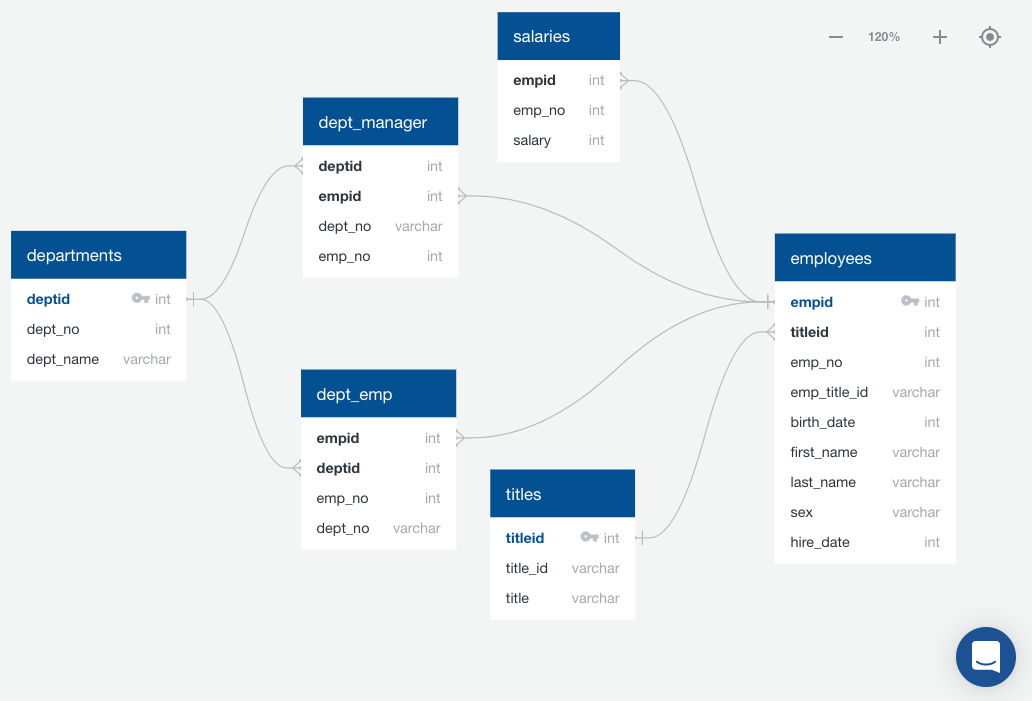 salaries
empid int
emp_no int
salary int
120%
dept_manager
deptid int
empid int
dept_no varchar
emp_no int
departments
deptid int
dept_no int
dept_name varchar
employees
empid int
titleid int
emp_no int
emp_title_id varchar
birth_date int
first_name varchar
last_name varchar
sex varchar
hire_date int
dept_emp
empid int
deptid int
emp_no int
dept_no varchar
titles
titleid int
title_id varchar
title varchar